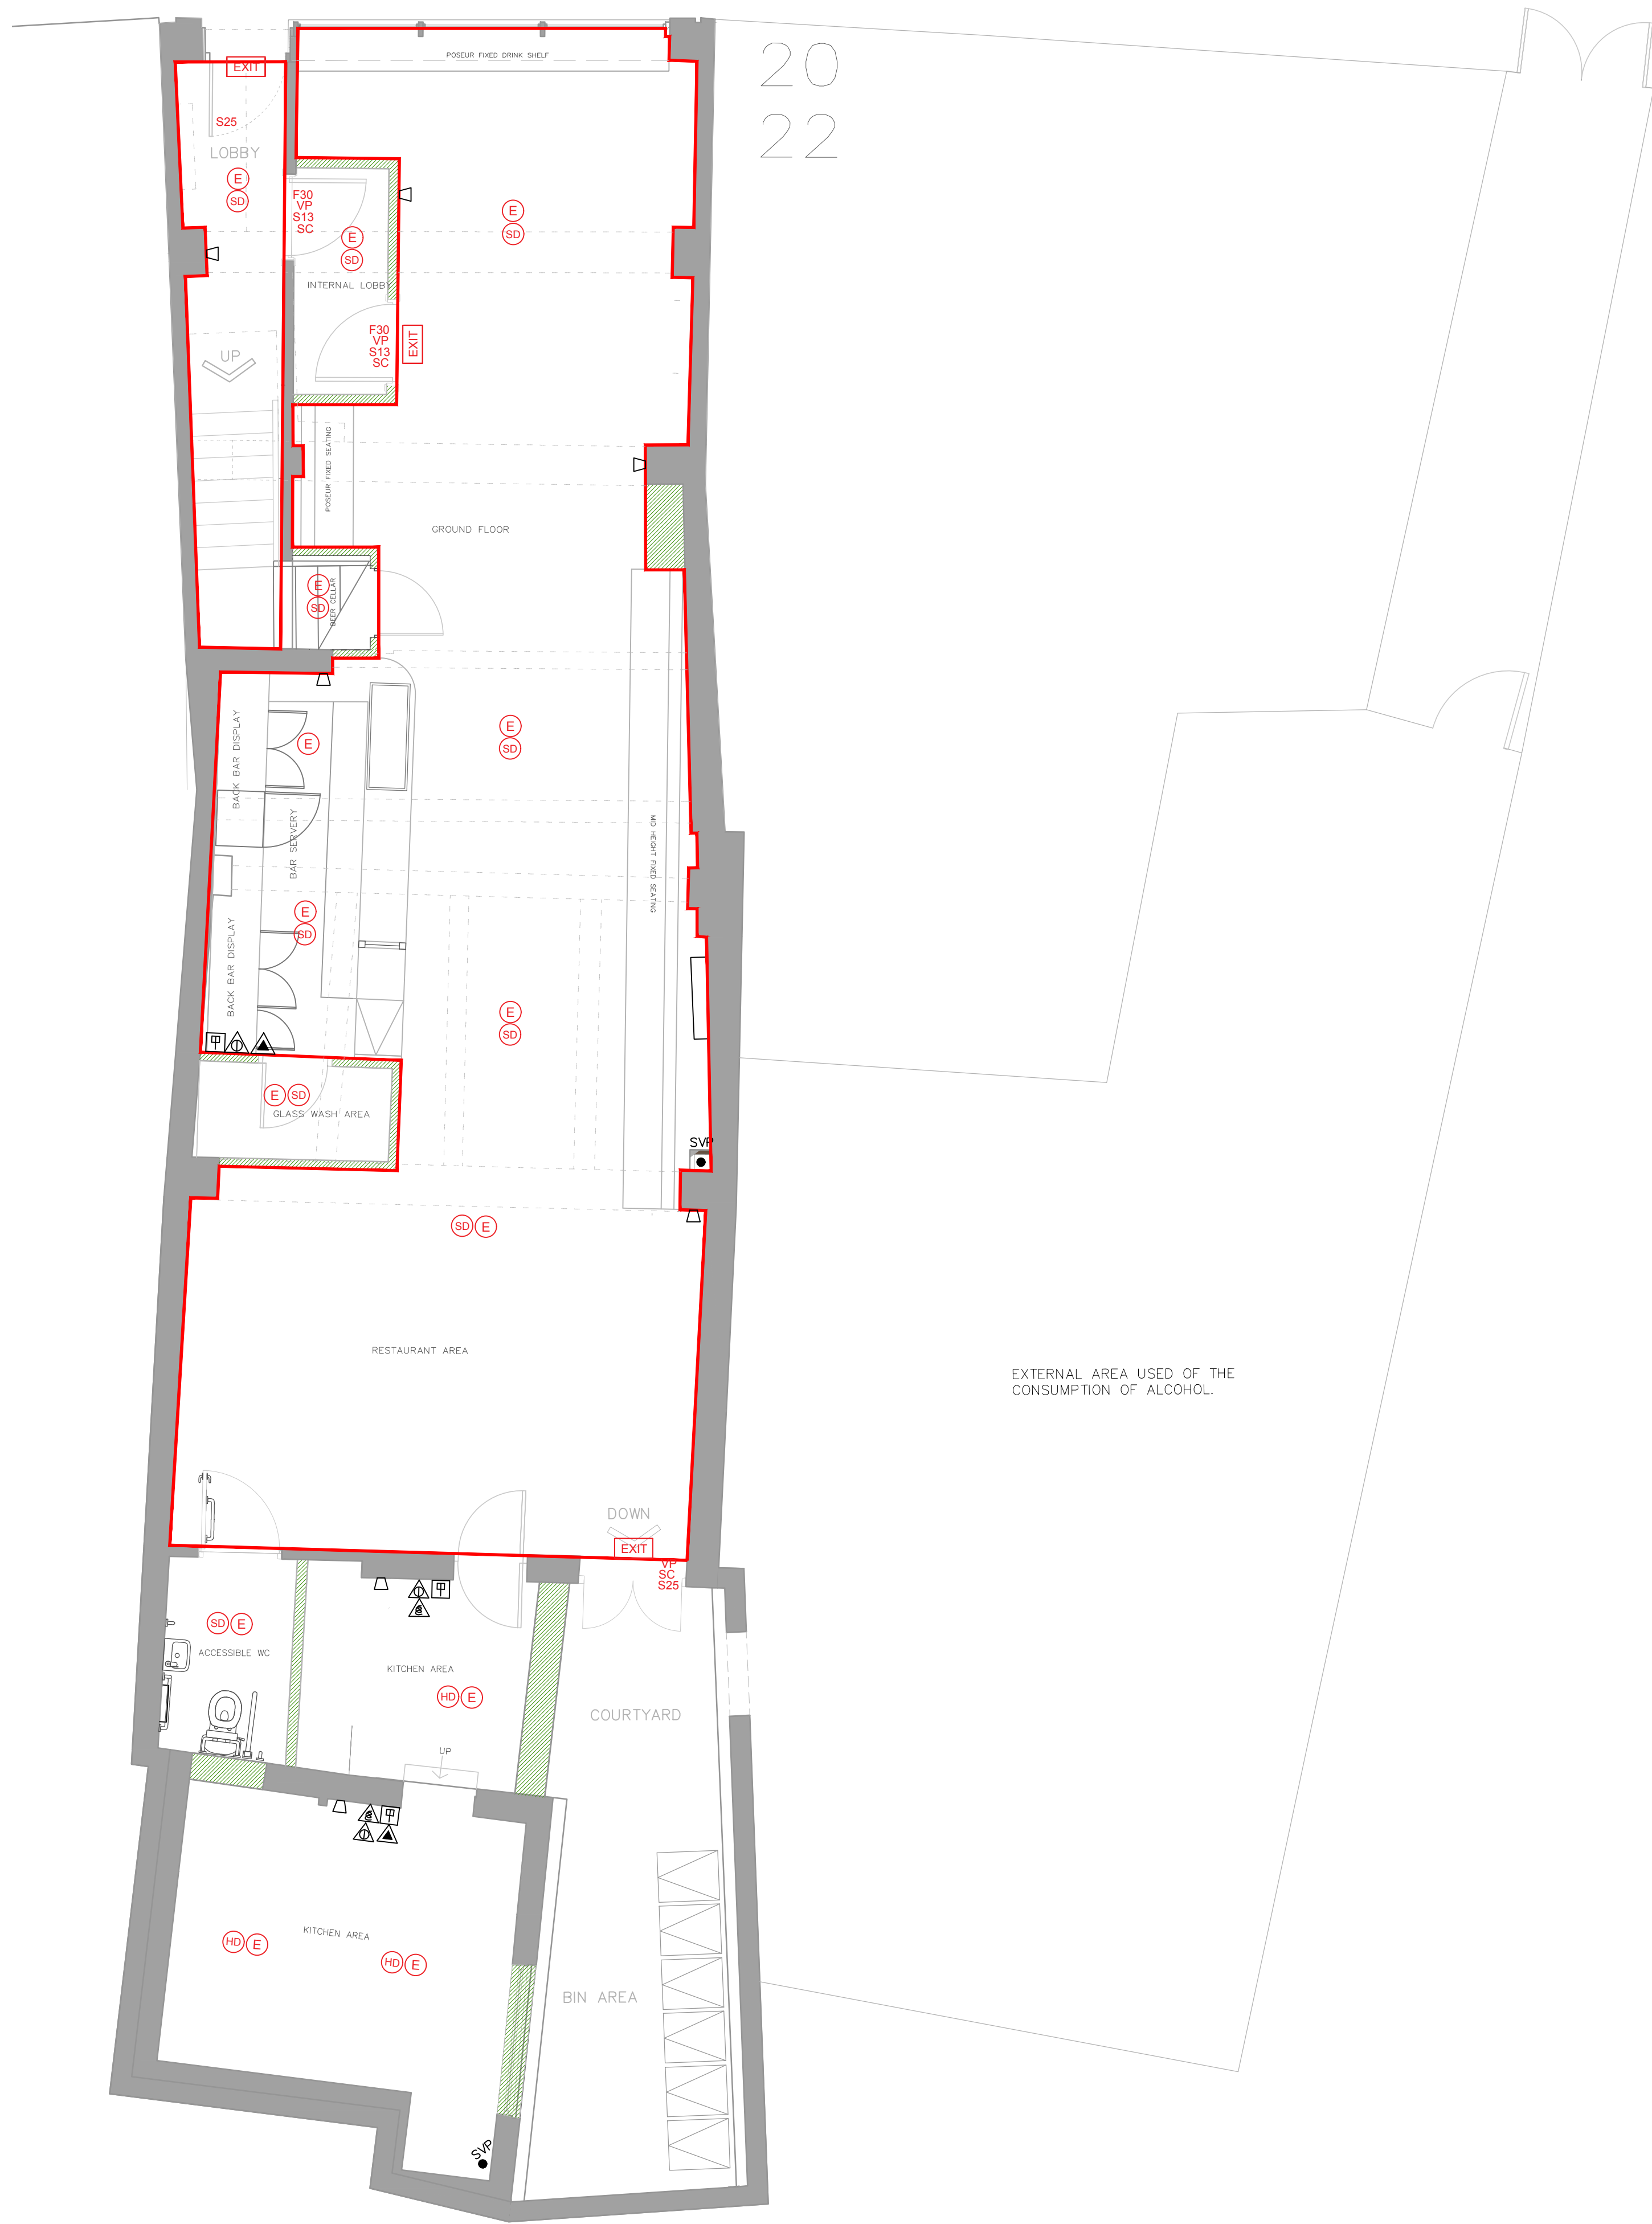 POSEUR FIXED DRINK SHELF
20
22
EXIT
S25
LOBBY
E
SD
F30
VP
S13
SC
E
SD
E
SD
INTERNAL LOBBY
F30
VP
S13
SC
EXIT
UP
POSEUR FIXED SEATING
GROUND FLOOR
E
SD
BEER CELLAR
BACK BAR DISPLAY
E
E
SD
BAR SERVERY
MID HEIGHT FIXED SEATING
E
SD
BACK BAR DISPLAY
E
SD
E SD
GLASS WASH AREA
SVP
SD E
RESTAURANT AREA
EXTERNAL AREA USED OF THE
CONSUMPTION OF ALCOHOL.
DOWN
EXIT
VP
SC
S25
SD E
ACCESSIBLE WC
KITCHEN AREA
HD E
COURTYARD
UP
KITCHEN AREA
HD E
HD E
BIN AREA
SVP